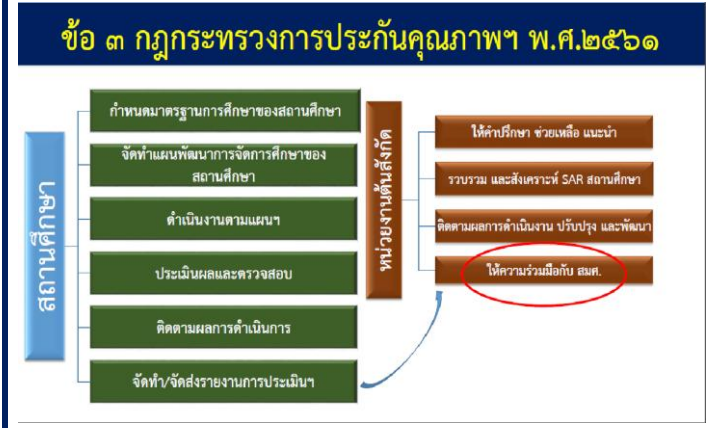 ข้อ ๓ กฎกระทรวงการประกันคุณภาพฯ พ.ศ.๒๕๖๑
สถานศึกษา
กำหนดมาตรฐานการศึกษาของสถานศึกษา
จัดทำแผนพัฒนาการจัดการศึกษาของ
สถานศึกษา
ดำเนินงานตามแผนฯ
ประเมินผลและตรวจสอบ
ติดตามผลการดำเนินการ
จัดทำ/จัดส่งรายงานการประเมินฯ
หน่วยงานต้นสังกัด
ให้คำปรึกษา ช่วยเหลือ แนะนำ
รวบรวม และสังเคราะห์ SAR สถานศึกษา
ติดตามผลการดำเนินงาน ปรับปรุง และพัฒนา
ให้ความร่วมมือกับ สมศ.